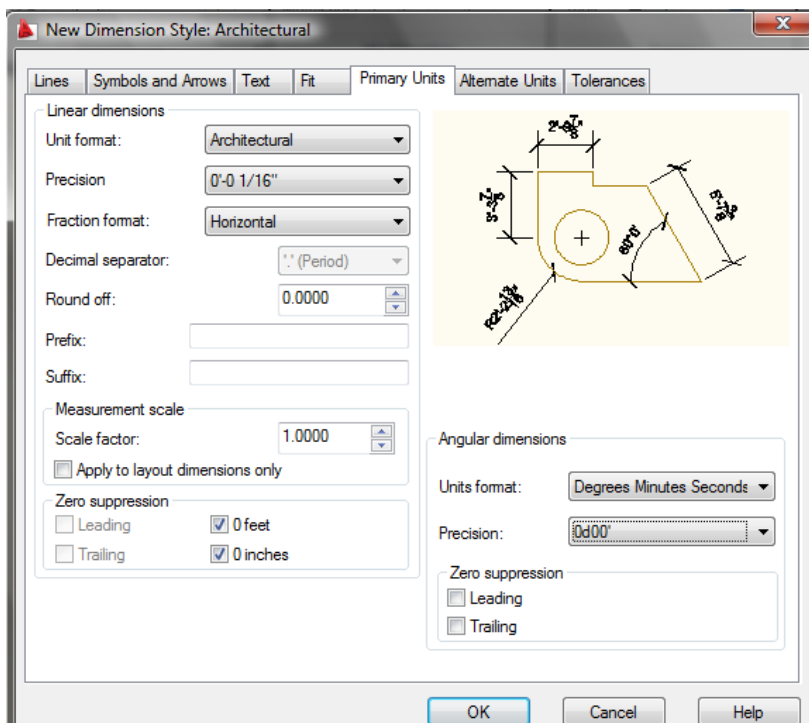 New Dimension Style: Architectural
Lines Symbols and Arrows Text Fit Primary Units Alternate Units Tolerances
Linear dimensions
Unit format: Architectural
Precision 0'-0 1/16"
Fraction format: Horizontal
Decimal separator: '.' (Period)
Round off: 0.0000
Prefix:
Suffix:
Measurement scale
Scale factor: 1.0000
Apply to layout dimensions only
Zero suppression
Leading 0 feet
Trailing 0 inches
60°0'
Angular dimensions
Units format: Degrees Minutes Seconds
Precision: 0d00'
Zero suppression
Leading
Trailing
OK Cancel Help